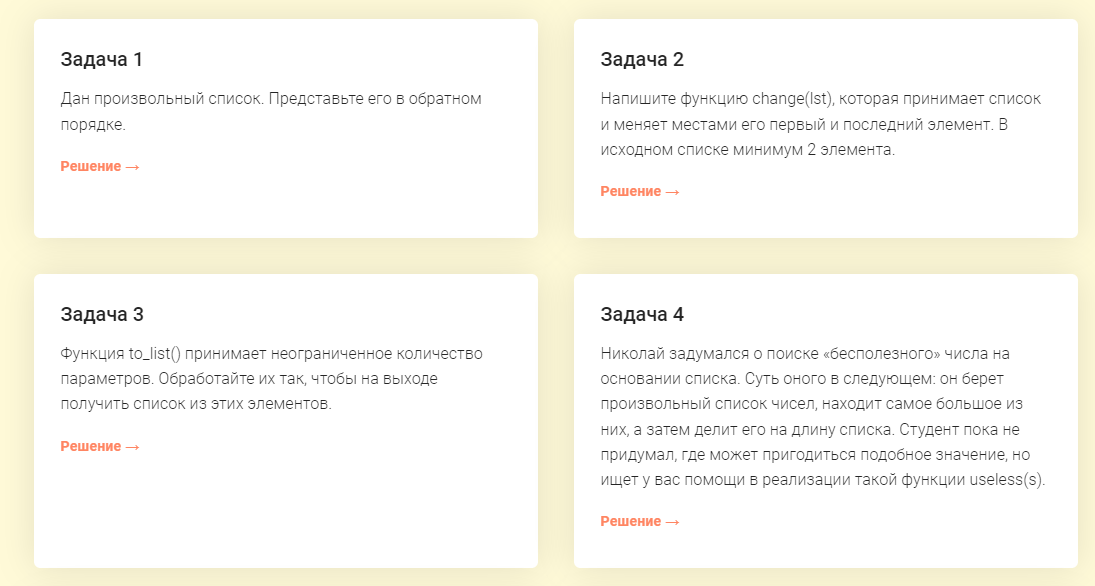 Задача 1
Дан произвольный список. Представьте его в обратном
порядке.
Решение →
Задача 2
Напишите функцию change(lst), которая принимает список
и меняет местами его первый и последний элемент. В
исходном списке минимум 2 элемента.
Решение →
Задача 3
Функция to_list() принимает неограниченное количество
параметров. Обработайте их так, чтобы на выходе
получить список из этих элементов.
Решение →
Задача 4
Николай задумался о поиске «бесполезного» числа на
основании списка. Суть оного в следующем: он берет
произвольный список чисел, находит самое большое из
них, а затем делит его на длину списка. Студент пока не
придумал, где может пригодиться подобное значение, но
ищет у вас помощи в реализации такой функции useless(s).
Решение →